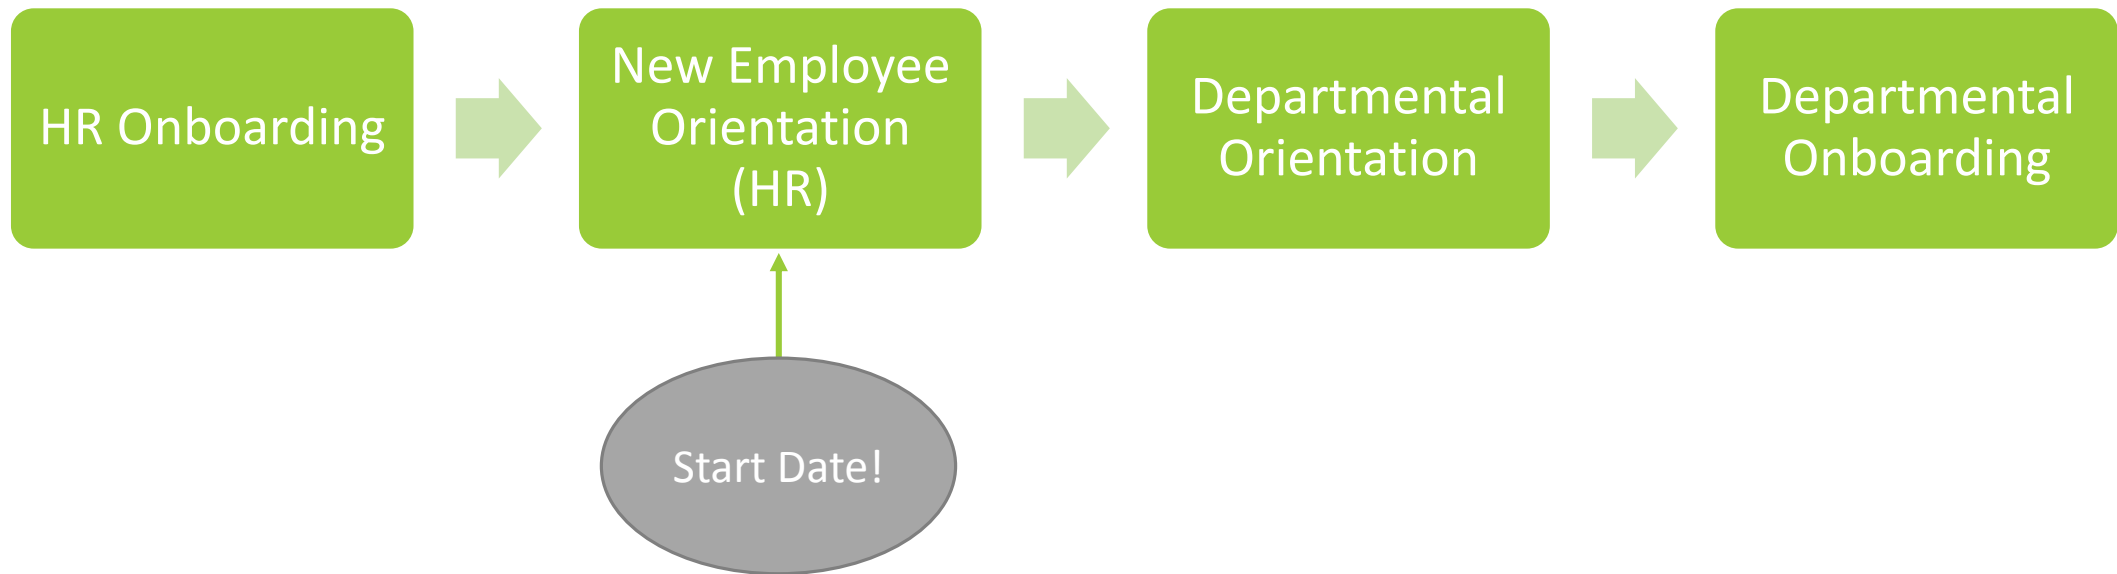 HR Onboarding
New Employee
Orientation
(HR)
Departmental
Orientation
Departmental
Onboarding
Start Date!